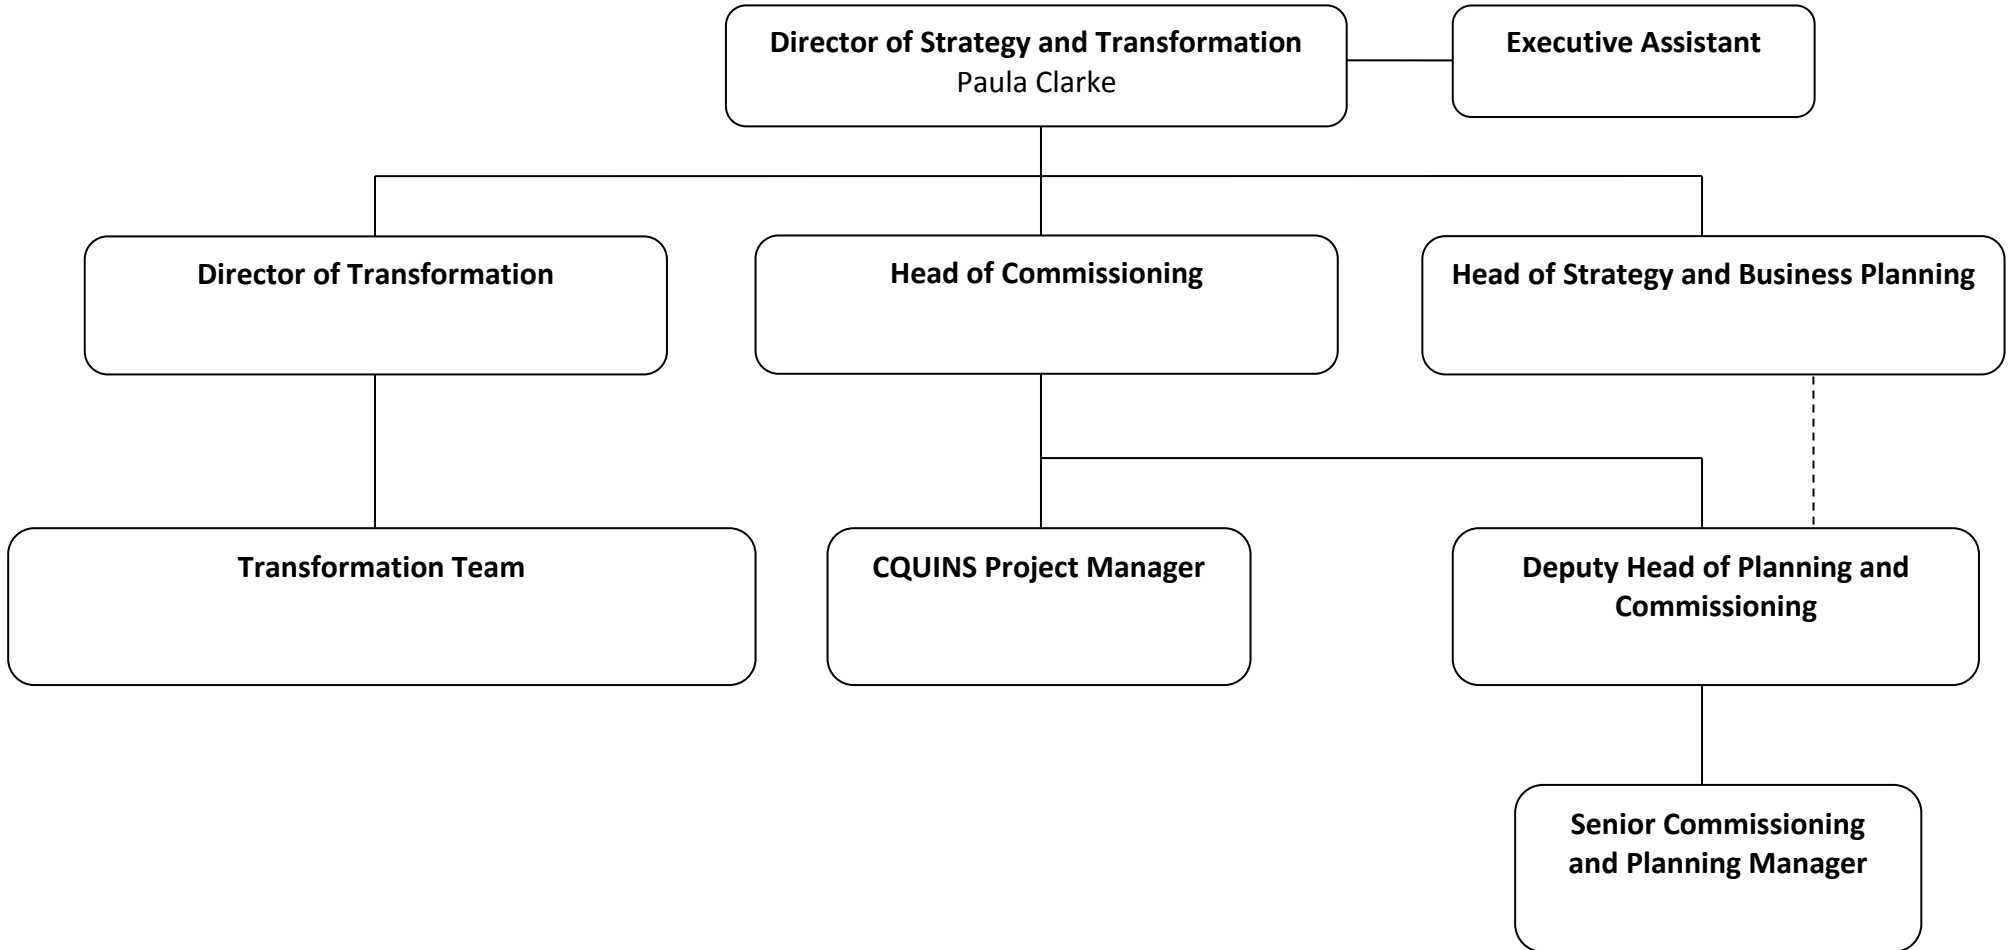 Director of Strategy and Transformation
Paula Clarke
Executive Assistant
Director of Transformation
Head of Commissioning
Head of Strategy and Business Planning
Transformation Team
CQUINS Project Manager
Deputy Head of Planning and
Commissioning
Senior Commissioning
and Planning Manager